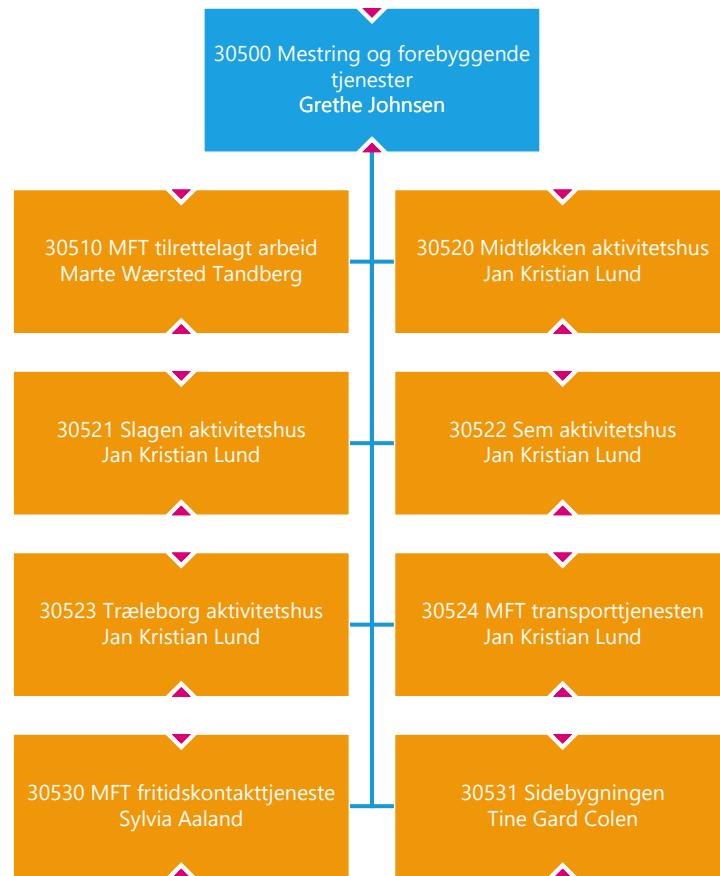 30500 Mestring og forebyggende
tjenester
Grethe Johnsen
30510 MFT tilrettelagt arbeid
Marte Wærsted Tandberg
30520 Midtløkken aktivitetshus
Jan Kristian Lund
30521 Slagen aktivitetshus
Jan Kristian Lund
30522 Sem aktivitetshus
Jan Kristian Lund
30523 Træleborg aktivitetshus
Jan Kristian Lund
30524 MFT transporttjenesten
Jan Kristian Lund
30530 MFT fritidskontakttjeneste
Sylvia Aaland
30531 Sidebygningen
Tine Gard Colen